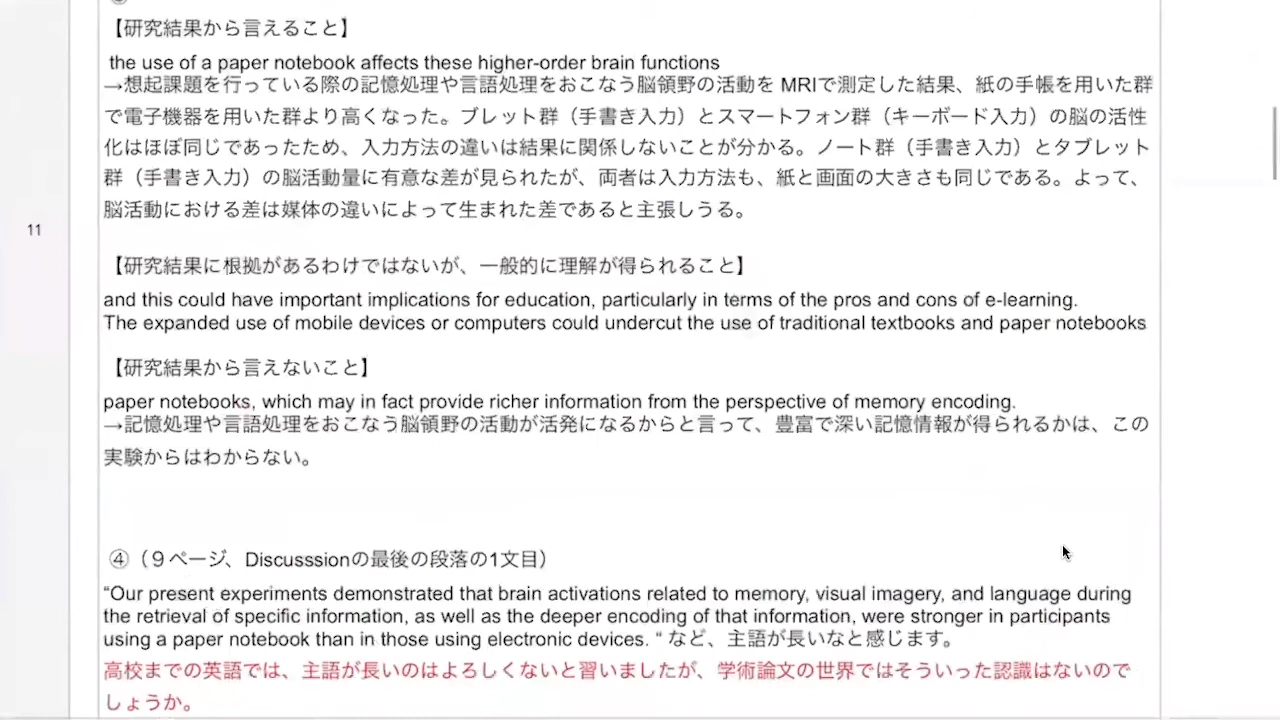 【研究結果から言えること】
the use of a paper notebook affects these higher-order brain functions
→想起課題を行っている際の記憶処理や言語処理をおこなう脳領野の活動を MRIで測定した結果、紙の手帳を用いた群
で電子機器を用いた群より高くなった。ブレット群（手書き入力）とスマートフォン群（キーボード入力）の脳の活性
化はほぼ同じであったため、入力方法の違いは結果に関係しないことが分かる。ノート群（手書き入力）とタブレット
群（手書き入力）の脳活動量に有意な差が見られたが、両者は入力方法も、紙と画面の大きさも同じである。よって、
脳活動における差は媒体の違いによって生まれた差であると主張しうる。
11
【研究結果に根拠があるわけではないが、一般的に理解が得られること】
and this could have important implications for education, particularly in terms of the pros and cons of e-learning.
The expanded use of mobile devices or computers could undercut the use of traditional textbooks and paper notebooks
【研究結果から言えないこと】
paper notebooks, which may in fact provide richer information from the perspective of memory encoding.
→記憶処理や言語処理をおこなう脳領野の活動が活発になるからと言って、豊富で深い記憶情報が得られるかは、この
実験からはわからない。
④（９ページ、Discusssionの最後の段落の1文目）
“Our present experiments demonstrated that brain activations related to memory, visual imagery, and language during
the retrieval of specific information, as well as the deeper encoding of that information, were stronger in participants
using a paper notebook than in those using electronic devices. “ など、主語が長いなと感じます。
高校までの英語では、主語が長いのはよろしくないと習いましたが、学術論文の世界ではそういった認識はないので
しょうか。